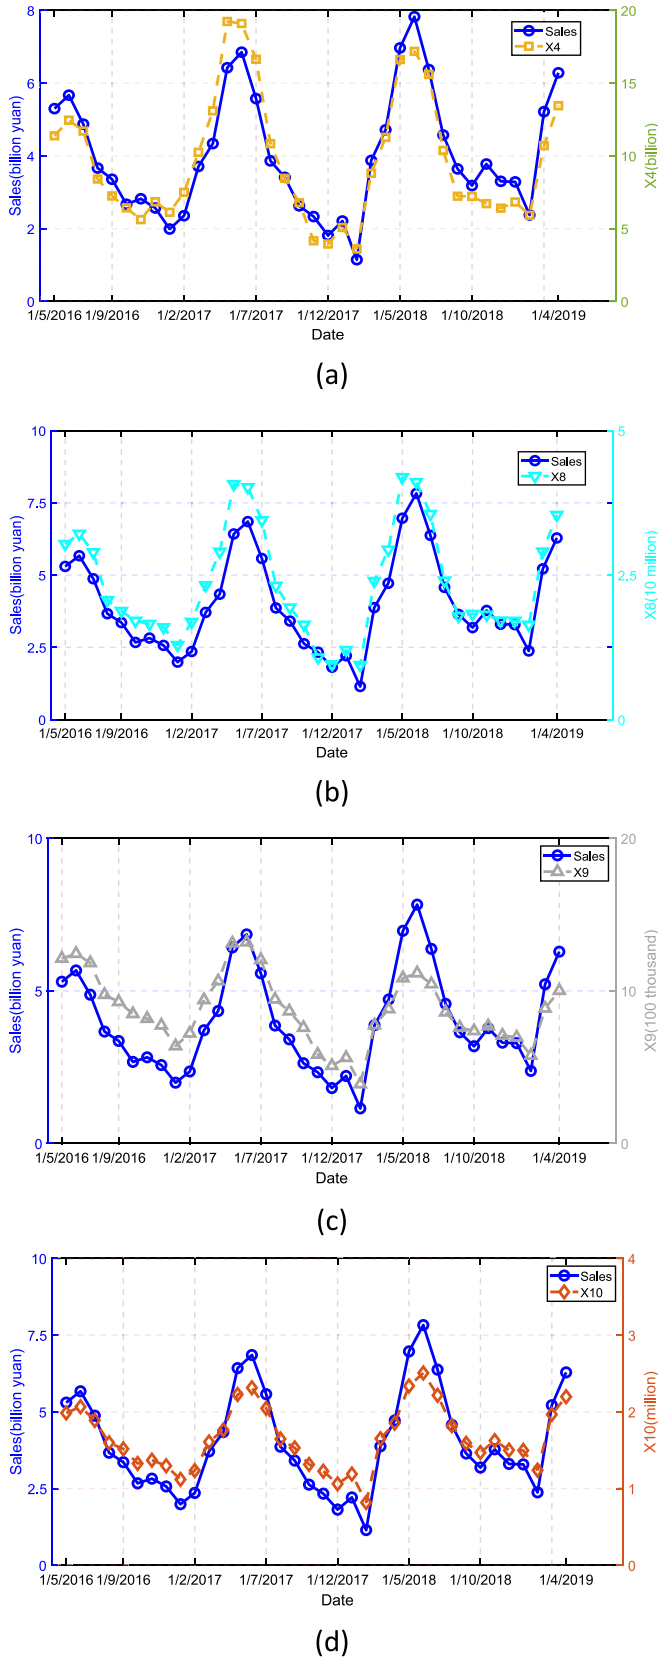 8
6
4
2
0
Sales(billion yuan)
20
15
10
5
0
X4(billion)
Sales
X4
1/5/2016 1/9/2016 1/2/2017 1/7/2017 1/12/2017 1/5/2018 1/10/2018 1/4/2019
Date
(a)
10
7.5
5
2.5
0
Sales(billion yuan)
5
2.5
0
X8(10 million)
Sales
X8
1/5/2016 1/9/2016 1/2/2017 1/7/2017 1/12/2017 1/5/2018 1/10/2018 1/4/2019
Date
(b)
10
5
0
Sales(billion yuan)
20
10
0
X9(100 thousand)
Sales
X9
1/5/2016 1/9/2016 1/2/2017 1/7/2017 1/12/2017 1/5/2018 1/10/2018 1/4/2019
Date
(c)
10
7.5
5
2.5
0
Sales(billion yuan)
4
3
2
1
0
X10(million)
Sales
X10
1/5/2016 1/9/2016 1/2/2017 1/7/2017 1/12/2017 1/5/2018 1/10/2018 1/4/2019
Date
(d)